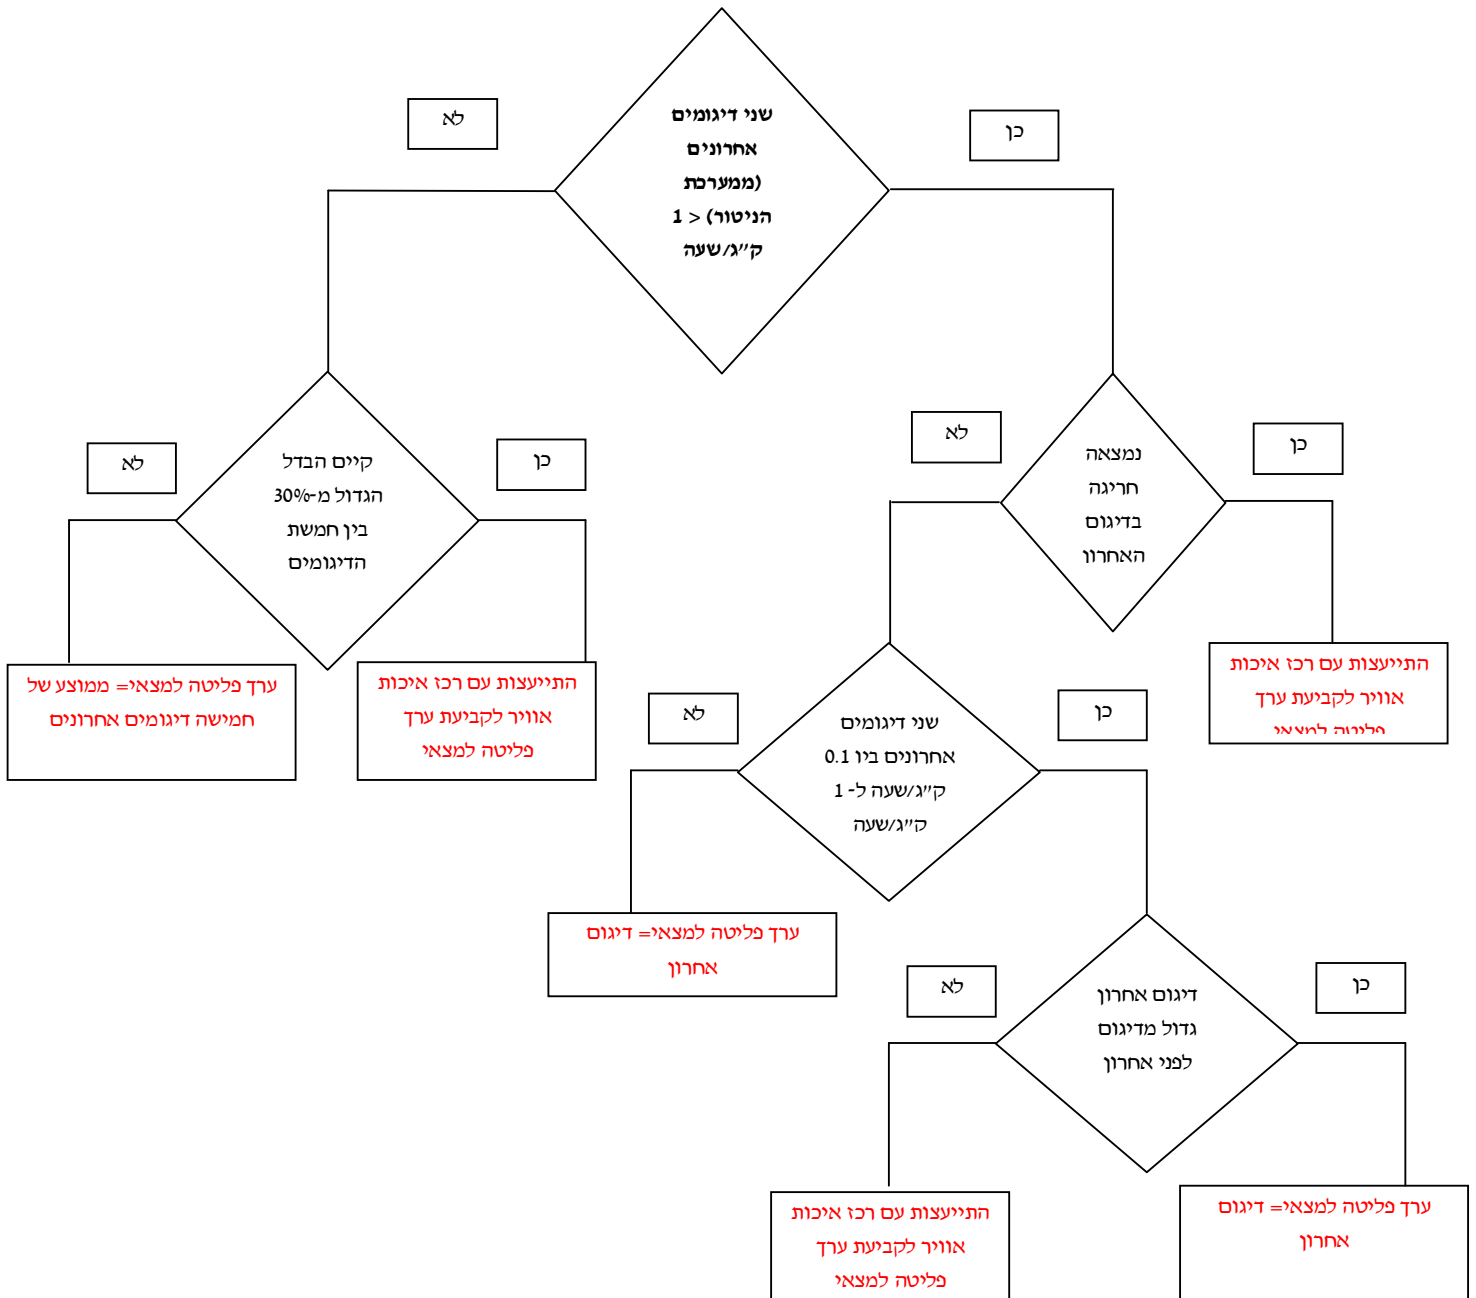 שני דיגומים
אחרונים
(ממערכת
הניטור) < 1
ק"ג/שעה
לא
כן
קיים הבדל
הגדול מ-30%
בין חמשת
הדיגומים
לא
כן
נמצאה
חריגה
בדיגום
האחרון
לא
כן
ערך פליטה למצאי= ממוצע של
חמישה דיגומים אחרונים
התייעצות עם רכז איכות
אוויר לקביעת ערך
פליטה למצאי
התייעצות עם רכז איכות
אוויר לקביעת ערך
פליטה למצאי
שני דיגומים
אחרונים בין 0.1
ק"ג/שעה ל- 1
ק"ג/שעה
לא
כן
ערך פליטה למצאי= דיגום
אחרון
דיגום אחרון
גדול מדיגום
לפני אחרון
לא
כן
התייעצות עם רכז איכות
אוויר לקביעת ערך
פליטה למצאי
ערך פליטה למצאי= דיגום
אחרון